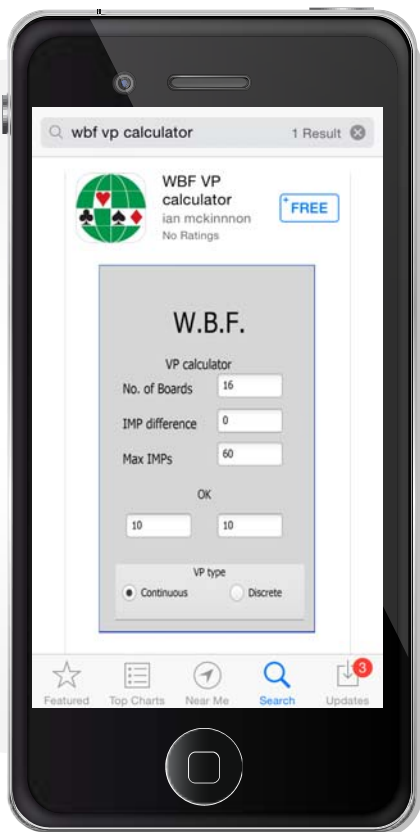 wbf vp calculator 1 Result
WBF VP
calculator
ian mckinnnon
FREE
No Ratings
W.B.F.
VP calculator
No. of Boards 16
IMP difference 0
Max IMPs 60
OK
10 10
VP type
Continuous Discrete
3
Featured Top Charts Near Me Search Updates